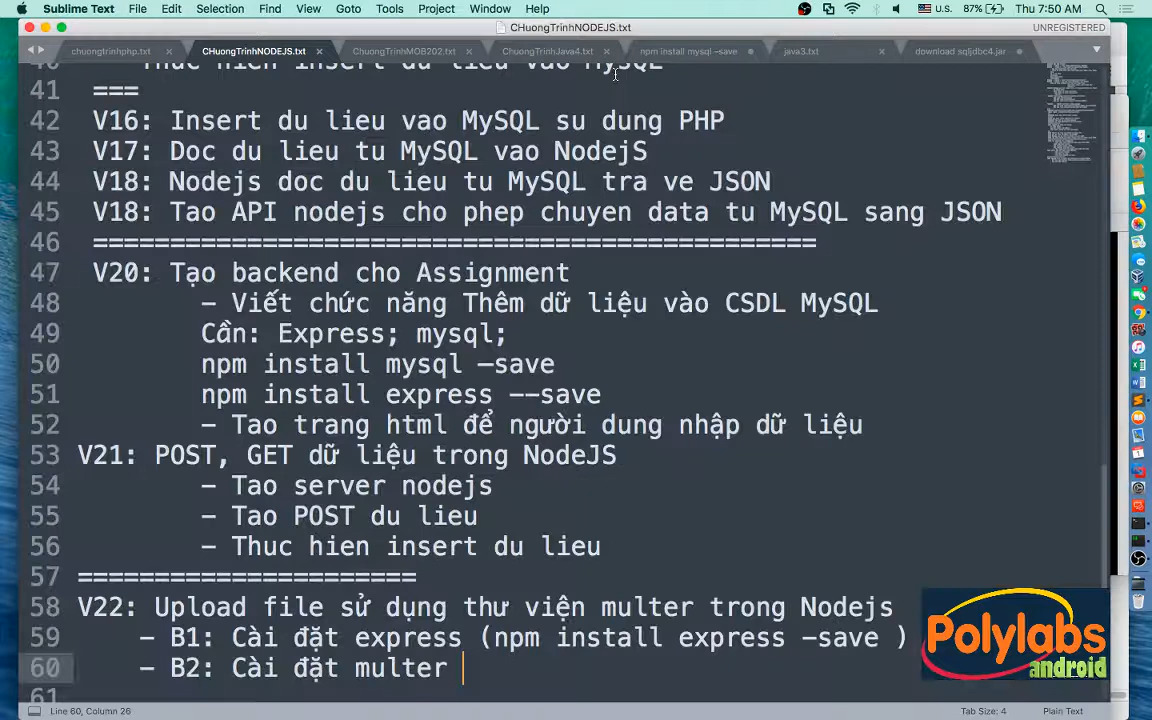 Sublime Text File Edit Selection Find View Goto Tools Project Window Help U.S. 87% Thu 7:50 AM
CHuongTrinhNODEJS.txt UNREGISTERED
chuongtrinhphp.txt CHuongTrinhNODEJS.txt ChuongTrinhMOB202.txt ChuongTrinhJava4.txt npm install mysql –save java3.txt download sqljdbc4.jar
40 Thuc hien insert du lieu vao MySQL
41 ===
42 V16: Insert du lieu vao MySQL su dung PHP
43 V17: Doc du lieu tu MySQL vao NodejS
44 V18: Nodejs doc du lieu tu MySQL tra ve JSON
45 V18: Tao API nodejs cho phep chuyen data tu MySQL sang JSON
46 ===============================================
47 V20: Tạo backend cho Assignment
48 – Viết chức năng Thêm dữ liệu vào CSDL MySQL
49 Cần: Express; mysql;
50 npm install mysql –save
51 npm install express --save
52 – Tao trang html để người dung nhập dữ liệu
53 V21: POST, GET dữ liệu trong NodeJS
54 – Tao server nodejs
55 – Tao POST du lieu
56 – Thuc hien insert du lieu
57 ======================
58 V22: Upload file sử dụng thư viện multer trong Nodejs
59 – B1: Cài đặt express (npm install express –save )
60 – B2: Cài đặt multer
61
Polylabs
android
Line 60, Column 26 Tab Size: 4 Plain Text